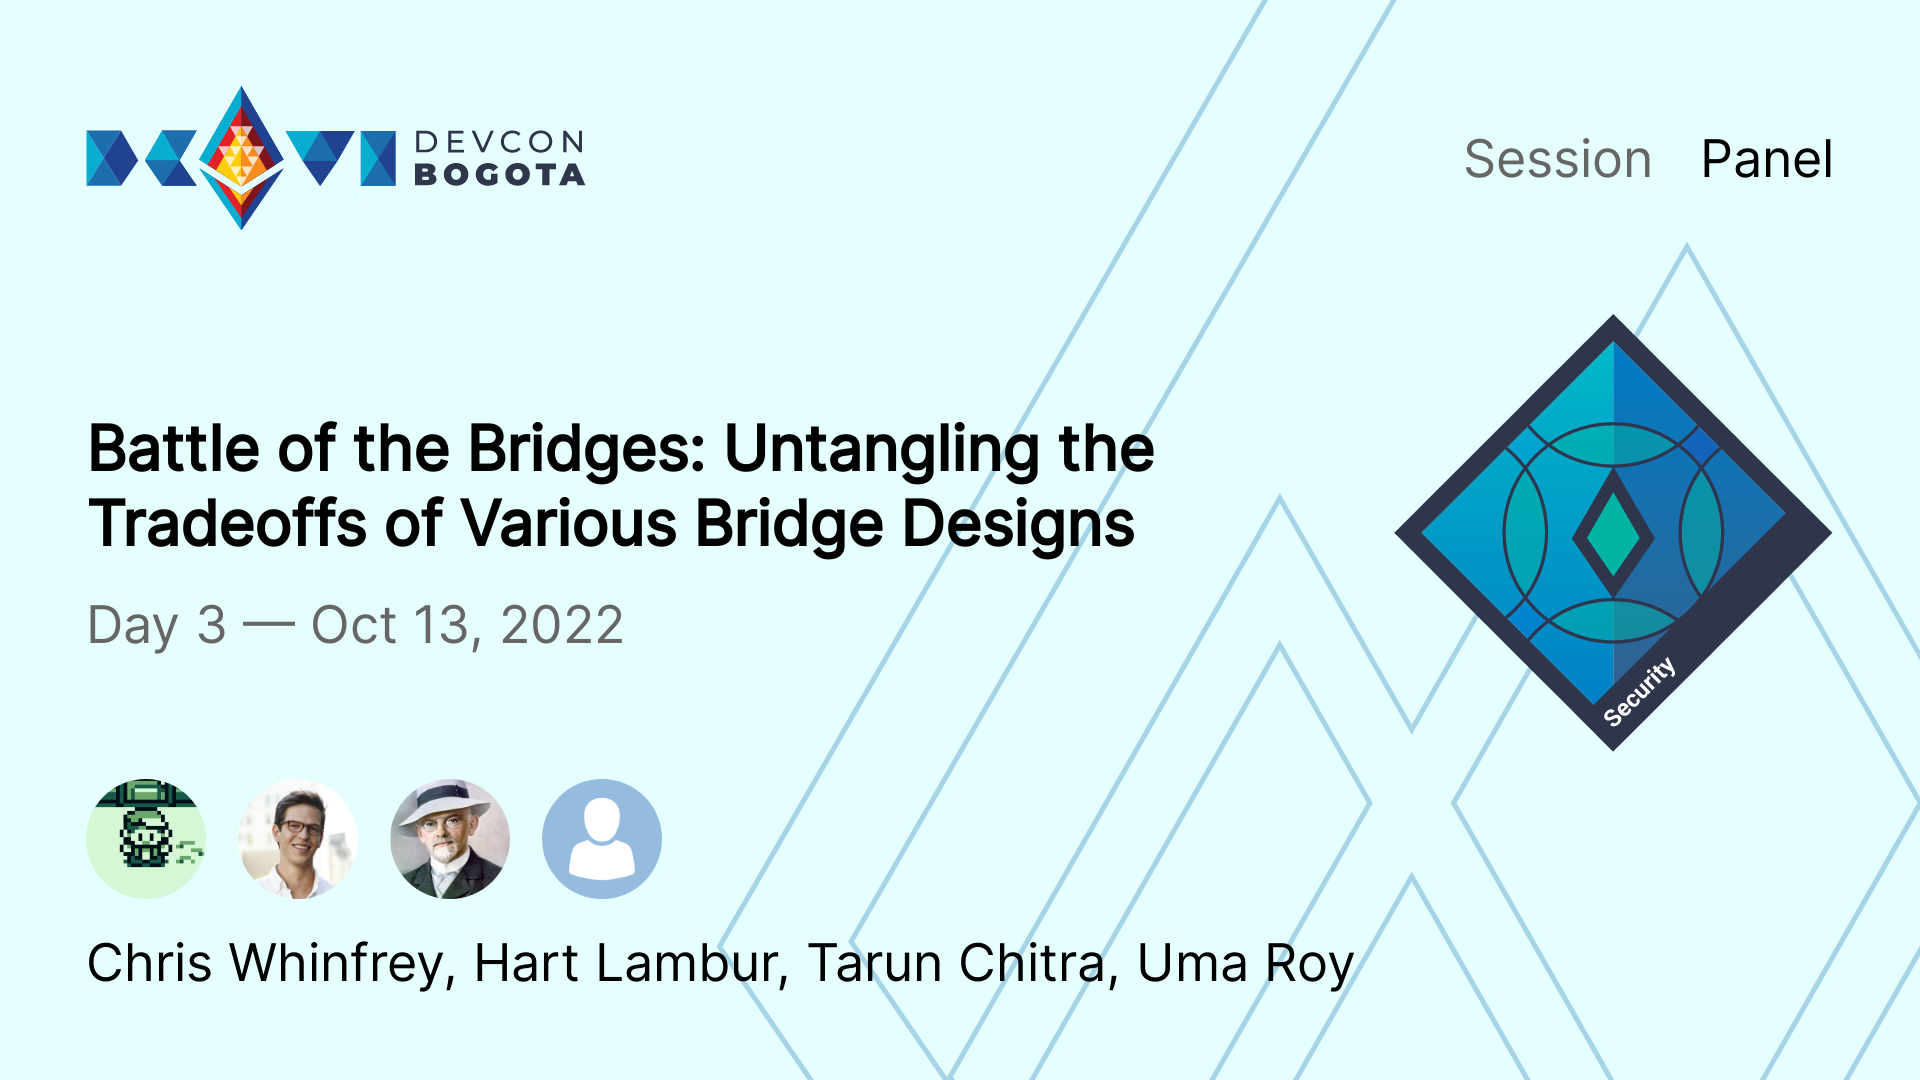 DEVCON
BOGOTA
Session Panel
Battle of the Bridges: Untangling the
Tradeoffs of Various Bridge Designs
Day 3 — Oct 13, 2022
Security
Chris Whinfrey, Hart Lambur, Tarun Chitra, Uma Roy